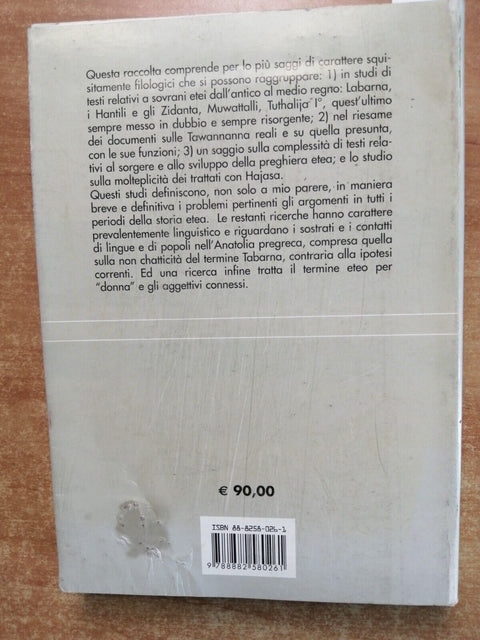 Questa raccolta comprende per lo più saggi di carattere squi-
sitamente filologici che si possono raggruppare: 1) in studi di
testi relativi a sovrani etei dall'antico al medio regno: Labarna,
i Hantili e gli Zidanta, Muwattalli, Tuthalija I°, quest'ultimo
sempre messo in dubbio e sempre risorgente; 2) nel riesame
dei documenti sulle Tawannanna reali e su quella presunta,
con le sue funzioni; 3) un saggio sulla complessità di testi rela-
tivi al sorgere e allo sviluppo della preghiera etea; e lo studio
sulla molteplicità dei trattati con Hajasa.
Questi studi definiscono, non solo a mio parere, in maniera
breve e definitiva i problemi pertinenti gli argomenti in tutti i
periodi della storia etea. Le restanti ricerche hanno carattere
prevalentemente linguistico e riguardano i sostrati e i contatti
di lingue e di popoli nell'Anatolia pregreca, compresa quella
sulla non chatticità del termine Tabarna, contraria alla ipotesi
correnti. Ed una ricerca infine tratta il termine eteo per
"donna" e gli aggettivi connessi.
€ 90,00
ISBN 88-8258-026-1
9 788882 580261